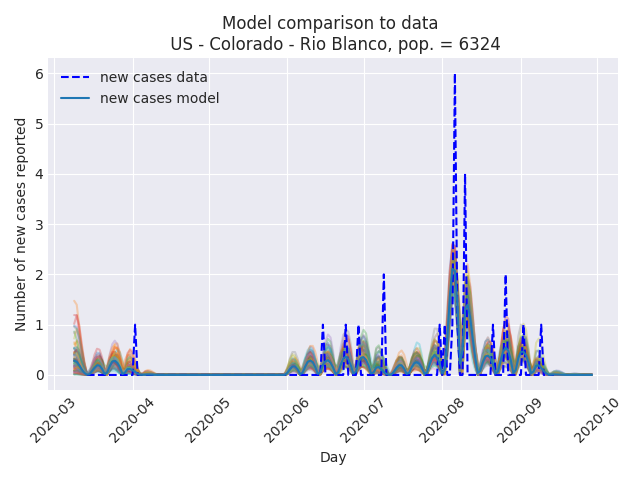 Model comparison to data
US - Colorado - Rio Blanco, pop. = 6324
new cases data
new cases model
Number of new cases reported
6
5
4
3
2
1
0
2020-03
2020-04
2020-05
2020-06
2020-07
2020-08
2020-09
2020-10
Day